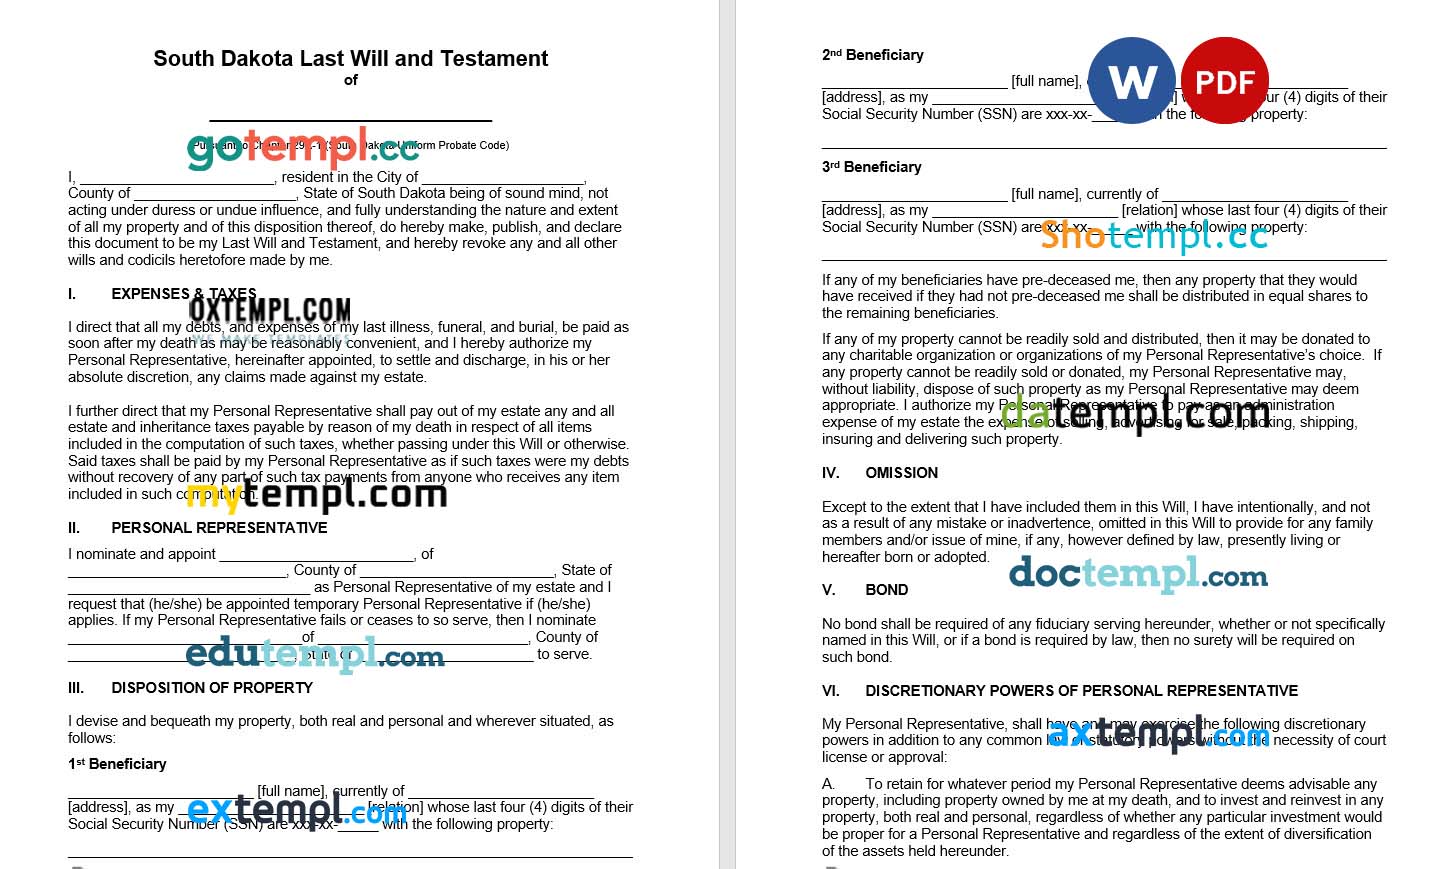 South Dakota Last Will and Testament
of
gotempl.cc
Pursuant to Chapter 29A-1 (South Dakota Uniform Probate Code)
I, ________________________, resident in the City of ____________________,
County of ____________________, State of South Dakota being of sound mind, not
acting under duress or undue influence, and fully understanding the nature and extent
of all my property and of this disposition thereof, do hereby make, publish, and declare
this document to be my Last Will and Testament, and hereby revoke any and all other
wills and codicils heretofore made by me.
I. EXPENSES & TAXES
OXTEMPL.COM
WE MAKE TEMPLATES
I direct that all my debts, and expenses of my last illness, funeral, and burial, be paid as
soon after my death as may be reasonably convenient, and I hereby authorize my
Personal Representative, hereinafter appointed, to settle and discharge, in his or her
absolute discretion, any claims made against my estate.
I further direct that my Personal Representative shall pay out of my estate any and all
estate and inheritance taxes payable by reason of my death in respect of all items
included in the computation of such taxes, whether passing under this Will or otherwise.
Said taxes shall be paid by my Personal Representative as if such taxes were my debts
without recovery of any part of such tax payments from anyone who receives any item
included in such computation.
mytempl.com
II. PERSONAL REPRESENTATIVE
I nominate and appoint ________________________, of
___________________________, County of ________________________, State of
______________________________ as Personal Representative of my estate and I
request that (he/she) be appointed temporary Personal Representative if (he/she)
applies. If my Personal Representative fails or ceases to so serve, then I nominate
_____________________________of __________________________, County of
____________________________, State of ______________________ to serve.
edutempl.com
III. DISPOSITION OF PROPERTY
I devise and bequeath my property, both real and personal and wherever situated, as
follows:
1st Beneficiary
_______________________ [full name], currently of _______________________
[address], as my _______________________ [relation] whose last four (4) digits of their
Social Security Number (SSN) are xxx-xx-_____ with the following property:
extempl.com
2nd Beneficiary
W PDF
_______________________ [full name], _______________________
[address], as my _______________________ four (4) digits of their
Social Security Number (SSN) are xxx-xx-_____ the property:
3rd Beneficiary
_______________________ [full name], currently of _______________________
[address], as my _______________________ [relation] whose last four (4) digits of their
Social Security Number (SSN) are xxx-xx-_____ with the following property:
Shotempl.cc
If any of my beneficiaries have pre-deceased me, then any property that they would
have received if they had not pre-deceased me shall be distributed in equal shares to
the remaining beneficiaries.
If any of my property cannot be readily sold and distributed, then it may be donated to
any charitable organization or organizations of my Personal Representative's choice. If
any property cannot be readily sold or donated, my Personal Representative may,
without liability, dispose of such property as my Personal Representative may deem
appropriate. I authorize my Personal Representative to pay as an administration
expense of my estate the expense of selling, advertising for sale, packing, shipping,
insuring and delivering such property.
datempl.com
IV. OMISSION
Except to the extent that I have included them in this Will, I have intentionally, and not
as a result of any mistake or inadvertence, omitted in this Will to provide for any family
members and/or issue of mine, if any, however defined by law, presently living or
hereafter born or adopted.
doctempl.com
V. BOND
No bond shall be required of any fiduciary serving hereunder, whether or not specifically
named in this Will, or if a bond is required by law, then no surety will be required on
such bond.
VI. DISCRETIONARY POWERS OF PERSONAL REPRESENTATIVE
My Personal Representative, shall have and may exercise the following discretionary
powers in addition to any common law or statutory powers without the necessity of court
license or approval:
axtempl.com
A. To retain for whatever period my Personal Representative deems advisable any
property, including property owned by me at my death, and to invest and reinvest in any
property, both real and personal, regardless of whether any particular investment would
be proper for a Personal Representative and regardless of the extent of diversification
of the assets held hereunder.